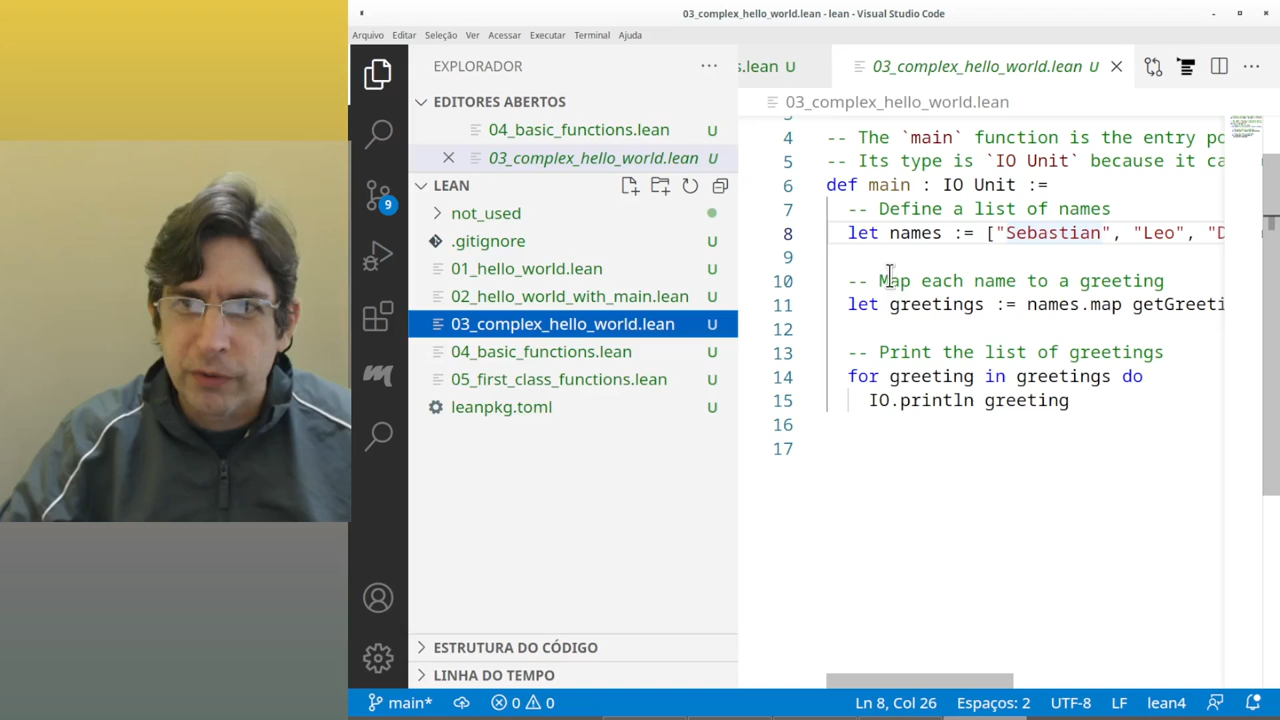 03_complex_hello_world.lean - lean - Visual Studio Code
Arquivo Editar Seleção Ver Acessar Executar Terminal Ajuda
EXPLORADOR
s.lean U
03_complex_hello_world.lean U
EDITORES ABERTOS
03_complex_hello_world.lean
04_basic_functions.lean U
03_complex_hello_world.lean U
LEAN
not_used
.gitignore U
01_hello_world.lean U
02_hello_world_with_main.lean U
03_complex_hello_world.lean U
04_basic_functions.lean U
05_first_class_functions.lean U
leanpkg.toml U
9
4 -- The `main` function is the entry po
5 -- Its type is `IO Unit` because it ca
6 def main : IO Unit :=
7 -- Define a list of names
8 let names := ["Sebastian", "Leo", "D
9
10 -- Map each name to a greeting
11 let greetings := names.map getGreeti
12
13 -- Print the list of greetings
14 for greeting in greetings do
15 IO.println greeting
16
17
ESTRUTURA DO CÓDIGO
LINHA DO TEMPO
main* 0 0 Ln 8, Col 26 Espaços: 2 UTF-8 LF lean4